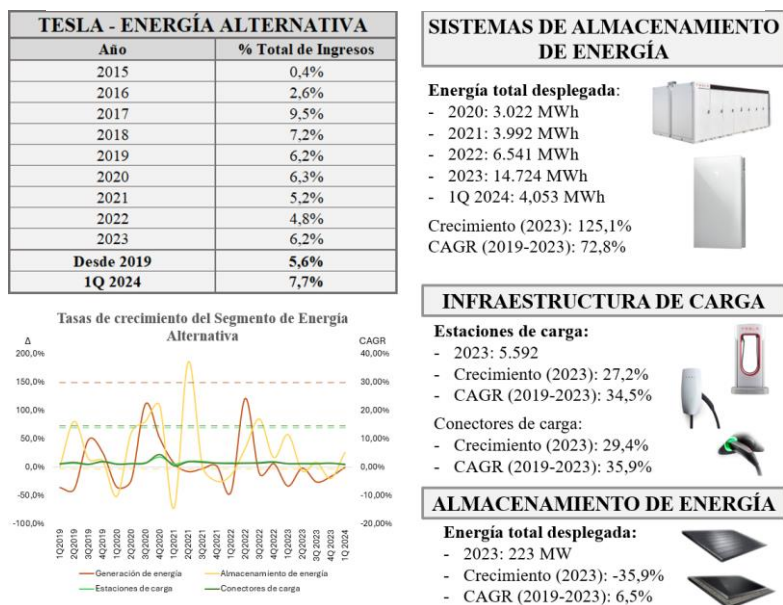 TESLA - ENERGÍA ALTERNATIVA
Año % Total de Ingresos
2015 0,4%
2016 2,6%
2017 9,5%
2018 7,2%
2019 6,2%
2020 6,3%
2021 5,2%
2022 4,8%
2023 6,2%
Desde 2019 5,6%
1Q 2024 7,7%
Tasas de crecimiento del Segmento de Energía
Alternativa
Δ CAGR
200,0% 40,00%
150,0% 30,00%
100,0% 20,00%
50,0% 10,00%
0,0% 0,00%
-50,0% -10,00%
-100,0% -20,00%
1Q2019
2Q2019
3Q2019
4Q2019
1Q2020
2Q2020
3Q2020
4Q2020
1Q2021
2Q2021
3Q2021
4Q2021
1Q2022
2Q2022
3Q2022
4Q2022
1Q2023
2Q2023
3Q 2023
4Q 2023
1Q 2024
Generación de energía Almacenamiento de energía
Estaciones de carga Conectores de carga
SISTEMAS DE ALMACENAMIENTO
DE ENERGÍA
Energía total desplegada:
- 2020: 3.022 MWh
- 2021: 3.992 MWh
- 2022: 6.541 MWh
- 2023: 14.724 MWh
- 1Q 2024: 4,053 MWh
Crecimiento (2023): 125,1%
CAGR (2019-2023): 72,8%
INFRAESTRUCTURA DE CARGA
Estaciones de carga:
- 2023: 5.592
- Crecimiento (2023): 27,2%
- CAGR (2019-2023): 34,5%
Conectores de carga:
- Crecimiento (2023): 29,4%
- CAGR (2019-2023): 35,9%
ALMACENAMIENTO DE ENERGÍA
Energía total desplegada:
- 2023: 223 MW
- Crecimiento (2023): -35,9%
- CAGR (2019-2023): 6,5%